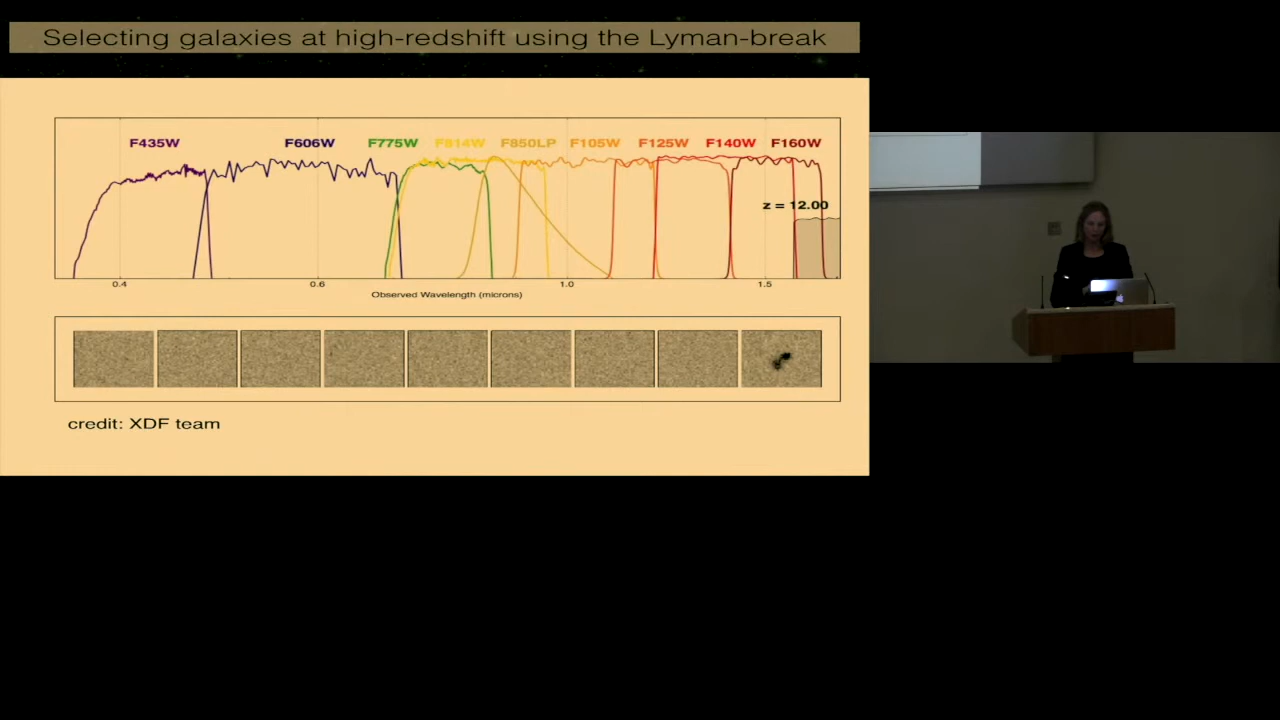 Selecting galaxies at high-redshift using the Lyman-break
F435W F606W F775W F814W F850LP F105W F125W F140W F160W
z = 12.00
0.4 0.6 1.0 1.5
Observed Wavelength (microns)
credit: XDF team